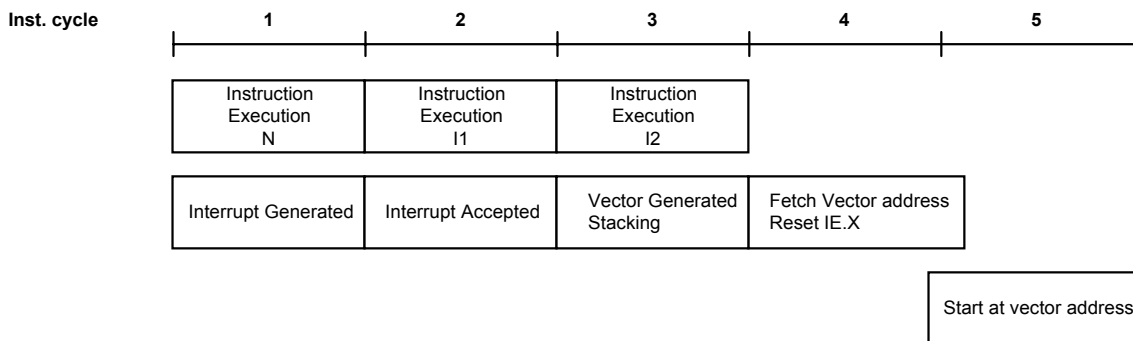 Inst. cycle 1 2 3 4 5
Instruction
Execution
N
Instruction
Execution
I1
Instruction
Execution
I2
Interrupt Generated
Interrupt Accepted
Vector Generated
Stacking
Fetch Vector address
Reset IE.X
Start at vector address